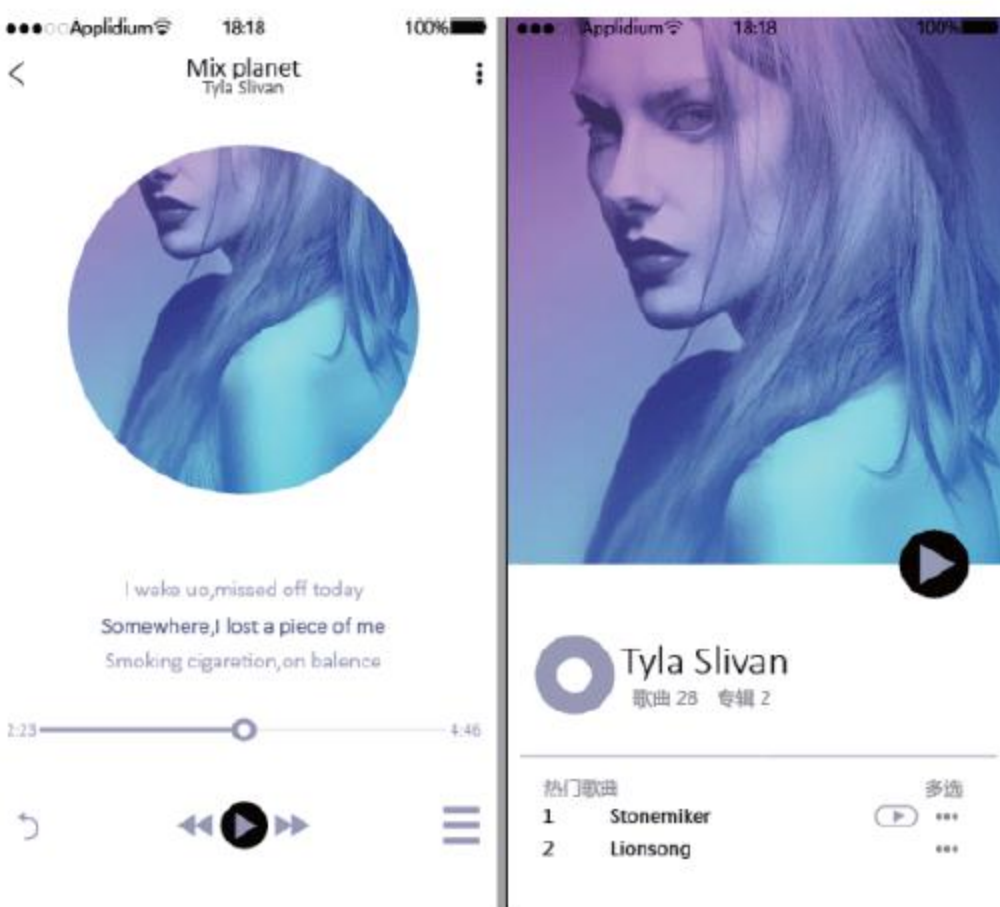 Applidium 18:18 100%
Mix planet
Tyla Slivan
I wake uo,missed off today
Somewhere,I lost a piece of me
Smoking cigaretion,on balence
2:23 4:46
Applidium 18:18 100%
Tyla Slivan
歌曲 28 专辑 2
热门歌曲 多选
1 Stonemiker
2 Lionsong